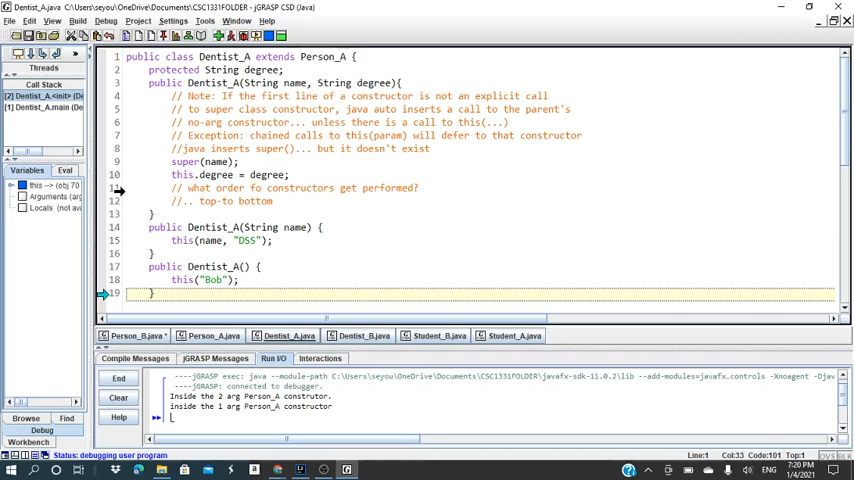 Dentist_A.java C:\Users\seyou\OneDrive\Documents\CSC1331FOLDER - jGRASP CSD (Java)
File Edit View Build Debug Project Settings Tools Window Help
Threads
Call Stack
[2] Dentist_A.<init> (Dent
[1] Dentist_A.main (De
Variables Eval
this --> (obj 70
Arguments (arg
Locals (not ava
1 public class Dentist_A extends Person_A {
2 protected String degree;
3 public Dentist_A(String name, String degree){
4 // Note: If the first line of a constructor is not an explicit call
5 // to super class constructor, java auto inserts a call to the parent's
6 // no-arg constructor... unless there is a call to this(...)
7 // Exception: chained calls to this(param) will defer to that constructor
8 //java inserts super()... but it doesn't exist
9 super(name);
10 this.degree = degree;
11 // what order fo constructors get performed?
12 //.. top-to bottom
13 }
14 public Dentist_A(String name) {
15 this(name, "DSS");
16 }
17 public Dentist_A() {
18 this("Bob");
19 }
Person_B.java * Person_A.java Dentist_A.java Dentist_B.java Student_B.java Student_A.java
Compile Messages jGRASP Messages Run I/O Interactions
End
Clear
Help
----jGRASP exec: java --module-path C:\Users\seyou\OneDrive\Documents\CSC1331FOLDER\javafx-sdk-11.0.2\lib --add-modules=javafx.controls -Xnoagent -Djav
----jGRASP: connected to debugger.
Inside the 2 arg Person_A construtor.
inside the 1 arg Person_A constructor
Browse Find
Debug
Workbench
Status: debugging user program
Line:1 Col:33 Code:101 Top:1 OVS BLK
ENG
7:20 PM
1/4/2021